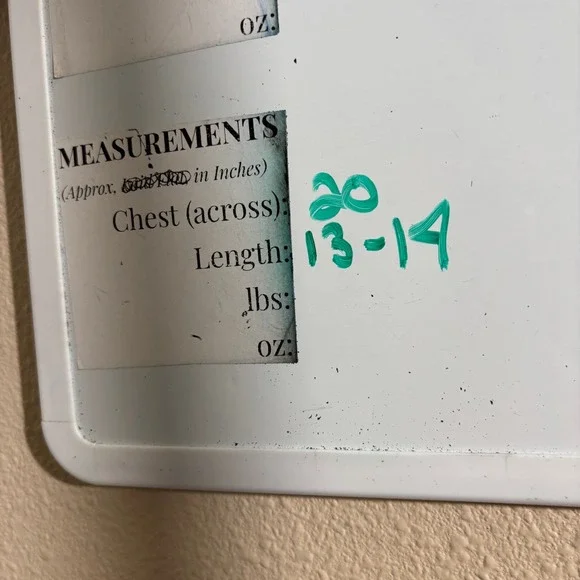 oz:
MEASUREMENTS
(Approx, in Inches)
Chest (across): 20
Length: 13-14
lbs:
oz: